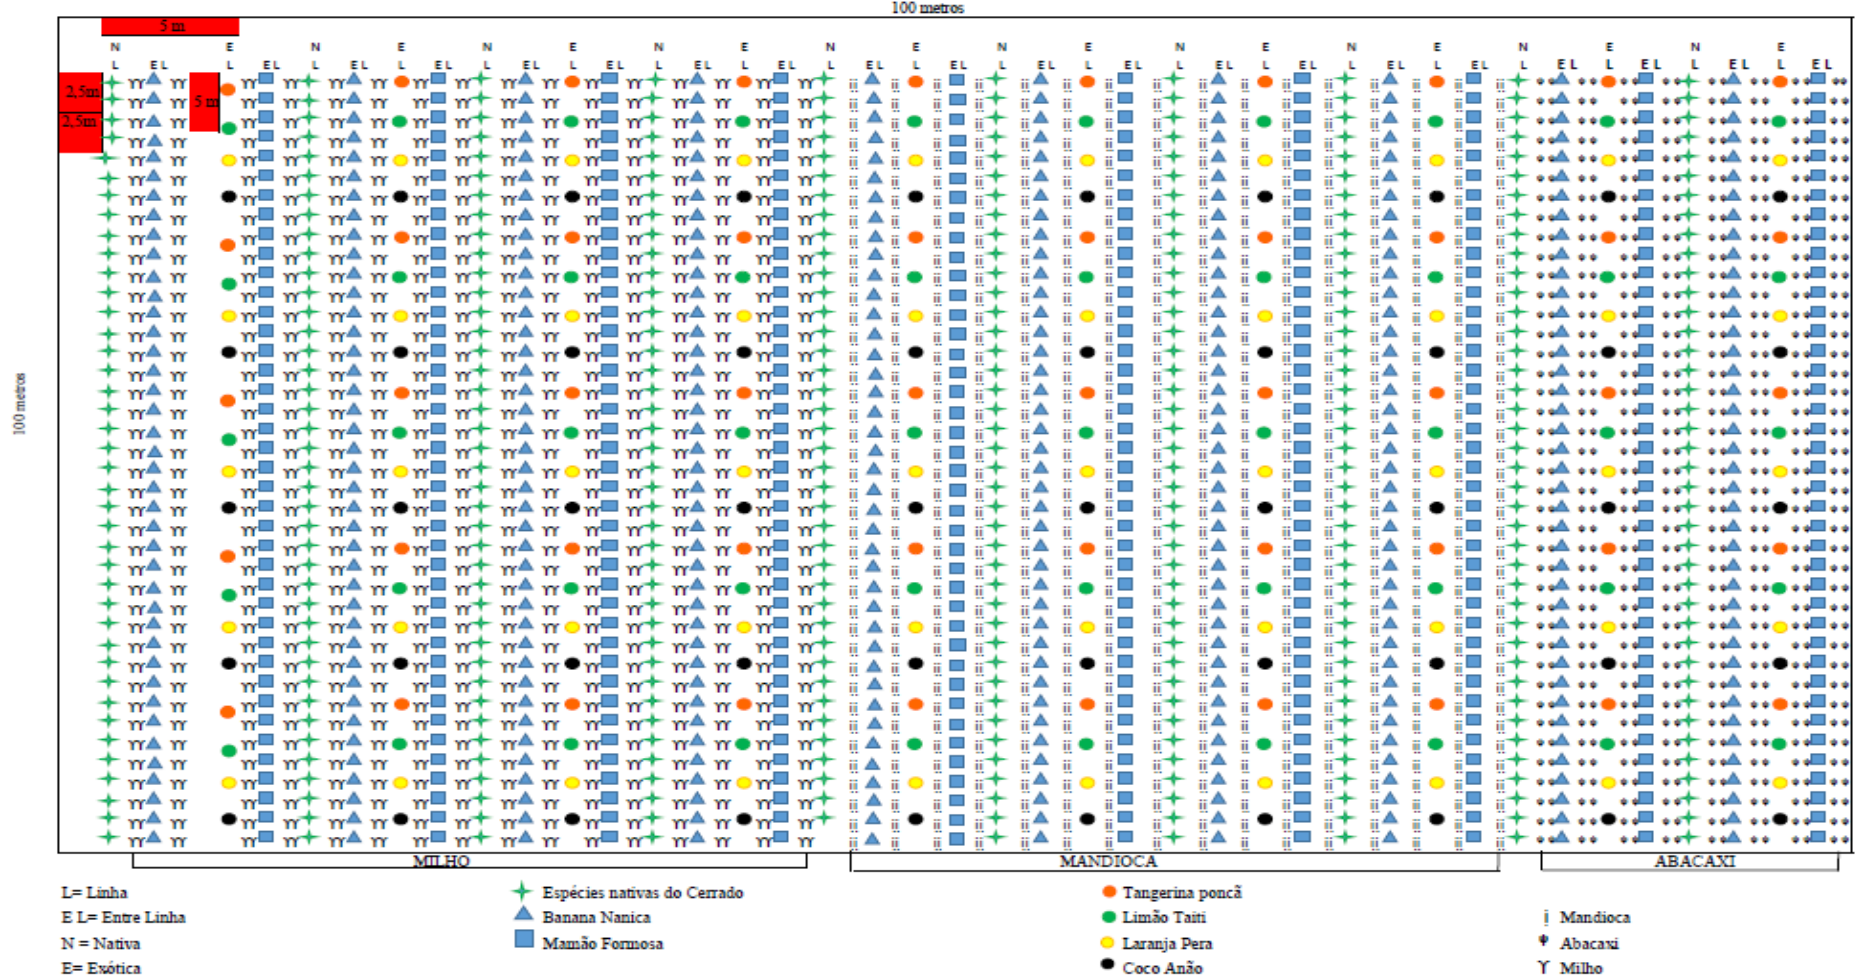 100 metros
5 m
N E N E N E N E N E N E N E N E N E N E
L E L L E L L E L L E L L E L L E L L E L L E L L E L L E L L E L L E L L E L L E L L E L L E L L E L L E L L E L L E L
2,5m
5 m
2,5m
100 metros
MILHO MANDIOCA ABACAXI
L= Linha
E L= Entre Linha
N = Nativa
E= Exótica
Espécies nativas do Cerrado
Banana Nanica
Mamão Formosa
Tangerina poncã
Limão Taiti
Laranja Pera
Coco Anão
Mandioca
Abacaxi
Milho